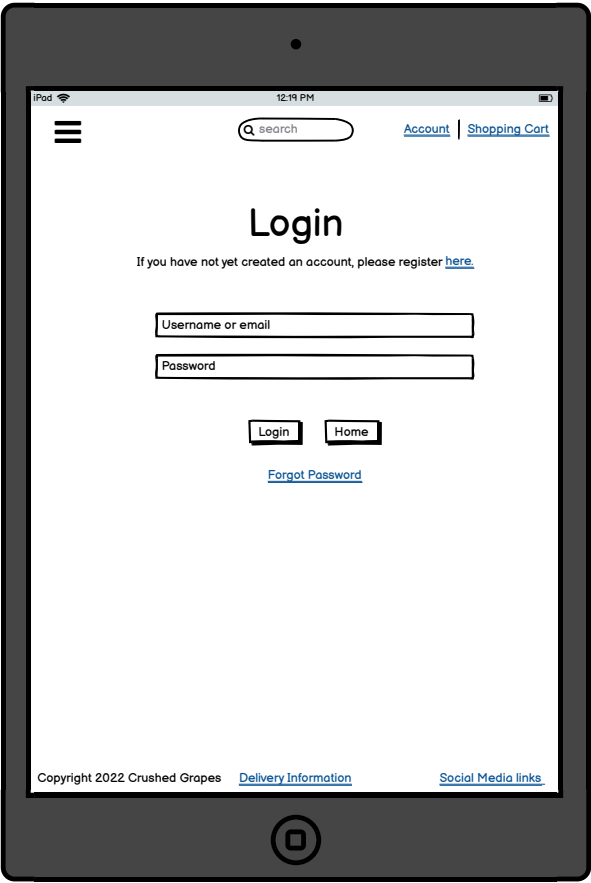 iPad 12:19 PM
search Account Shopping Cart
Login
If you have not yet created an account, please register here.
Username or email
Password
Login Home
Forgot Password
Copyright 2022 Crushed Grapes Delivery Information Social Media links